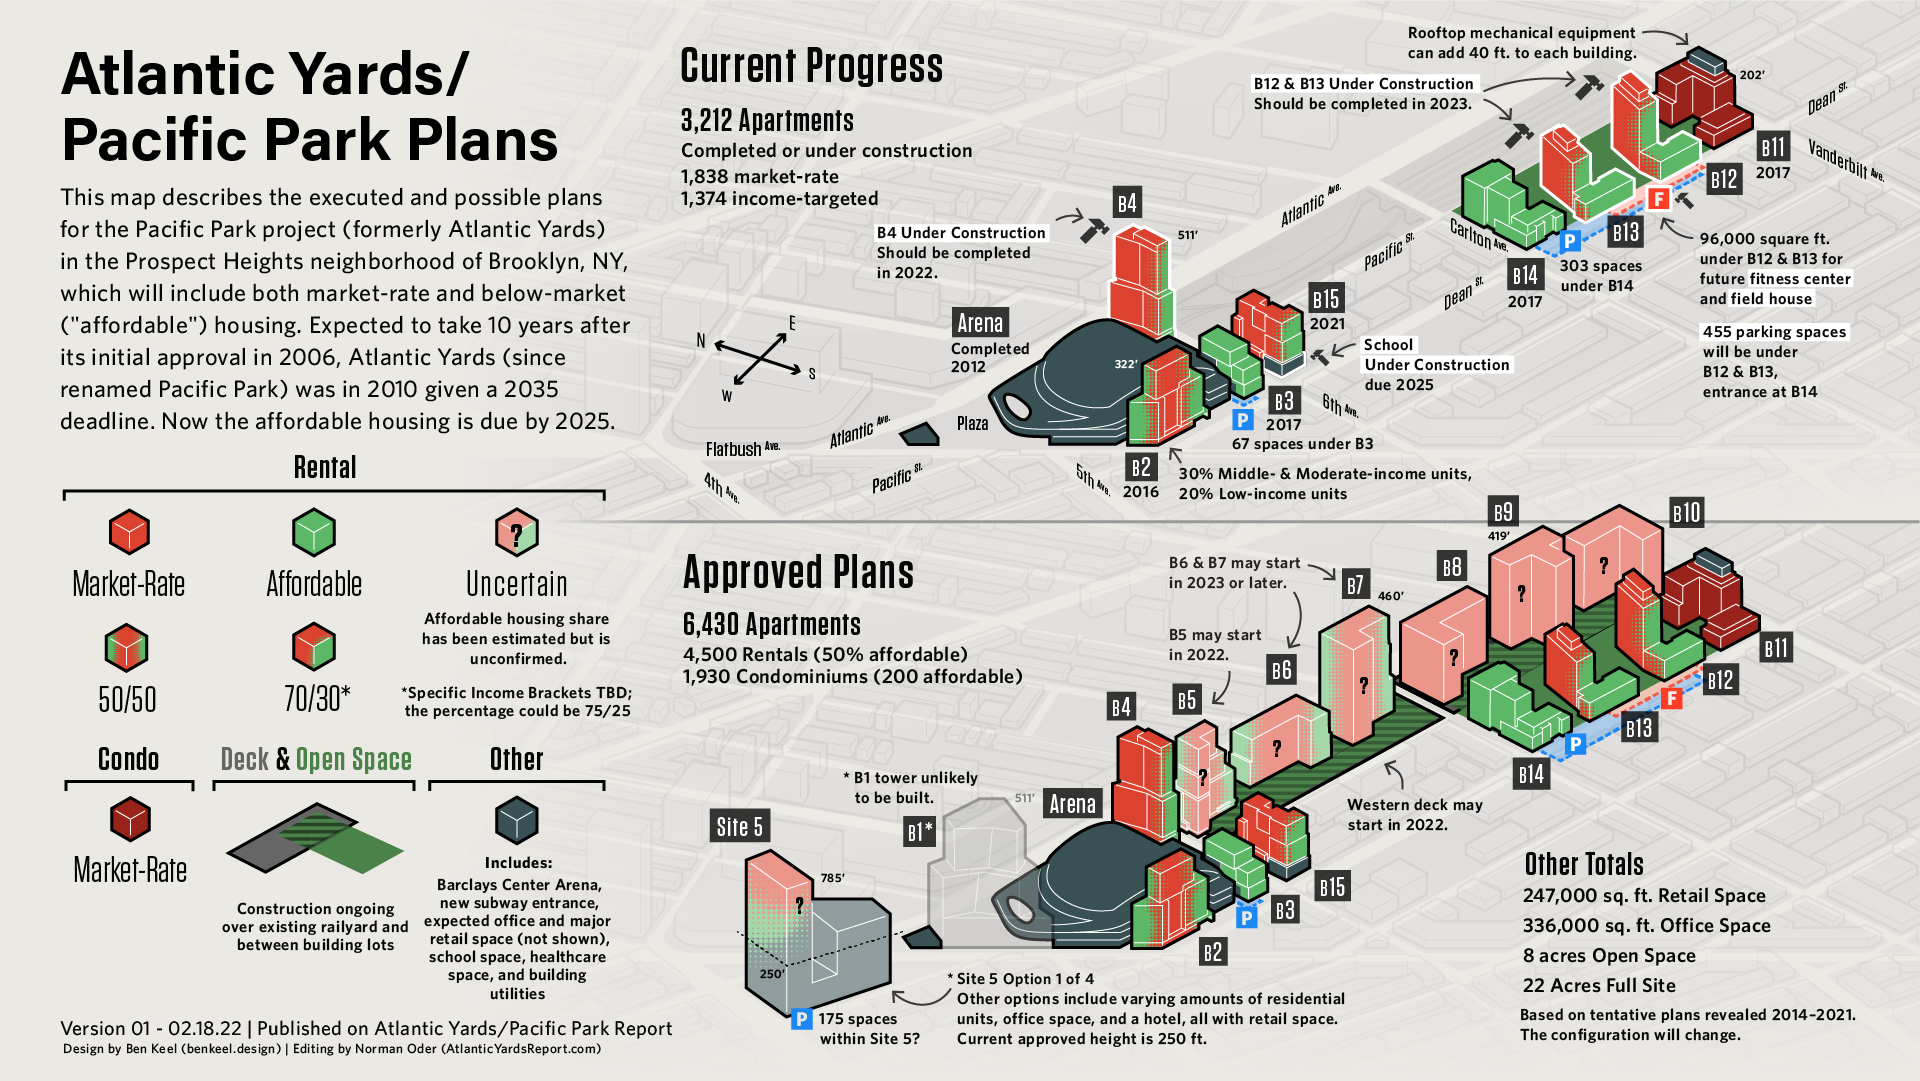 Atlantic Yards/
Pacific Park Plans
This map describes the executed and possible plans
for the Pacific Park project (formerly Atlantic Yards)
in the Prospect Heights neighborhood of Brooklyn, NY,
which will include both market-rate and below-market
("affordable") housing. Expected to take 10 years after
its initial approval in 2006, Atlantic Yards (since
renamed Pacific Park) was in 2010 given a 2035
deadline. Now the affordable housing is due by 2025.
Rental
Market-Rate
Affordable
?
Uncertain
Affordable housing share
has been estimated but is
unconfirmed.
50/50
70/30*
*Specific Income Brackets TBD;
the percentage could be 75/25
Condo
Market-Rate
Deck & Open Space
Construction ongoing
over existing railyard and
between building lots
Other
Includes:
Barclays Center Arena,
new subway entrance,
expected office and major
retail space (not shown),
school space, healthcare
space, and building
utilities
Version 01 - 02.18.22 | Published on Atlantic Yards/Pacific Park Report
Design by Ben Keel (benkeel.design) | Editing by Norman Oder (AtlanticYardsReport.com)
Current Progress
3,212 Apartments
Completed or under construction
1,838 market-rate
1,374 income-targeted
Rooftop mechanical equipment
can add 40 ft. to each building.
B12 & B13 Under Construction
Should be completed in 2023.
202'
Dean St.
Vanderbilt Ave.
B11
2017
B12
F
B13
P
B14
2017
303 spaces
under B14
96,000 square ft.
under B12 & B13 for
future fitness center
and field house
455 parking spaces
will be under
B12 & B13,
entrance at B14
Carlton Ave.
Atlantic Ave.
Pacific St.
Dean St.
B4
511'
B4 Under Construction
Should be completed
in 2022.
Arena
Completed
2012
322'
B15
2021
School
Under Construction
due 2025
6th Ave.
B3
2017
P
67 spaces under B3
B2
2016
30% Middle- & Moderate-income units,
20% Low-income units
N
E
S
W
Plaza
Atlantic Ave.
Flatbush Ave.
4th Ave.
Pacific St.
5th Ave.
Approved Plans
6,430 Apartments
4,500 Rentals (50% affordable)
1,930 Condominiums (200 affordable)
B6 & B7 may start
in 2023 or later.
B5 may start
in 2022.
B9
419'
B10
B8
B7
460'
B6
B5
B4
?
?
?
?
?
?
B11
B12
F
B13
P
B14
Western deck may
start in 2022.
* B1 tower unlikely
to be built.
511'
B1*
Arena
B15
B3
P
B2
Site 5
785'
?
250'
P
175 spaces
within Site 5?
* Site 5 Option 1 of 4
Other options include varying amounts of residential
units, office space, and a hotel, all with retail space.
Current approved height is 250 ft.
Other Totals
247,000 sq. ft. Retail Space
336,000 sq. ft. Office Space
8 acres Open Space
22 Acres Full Site
Based on tentative plans revealed 2014-2021.
The configuration will change.